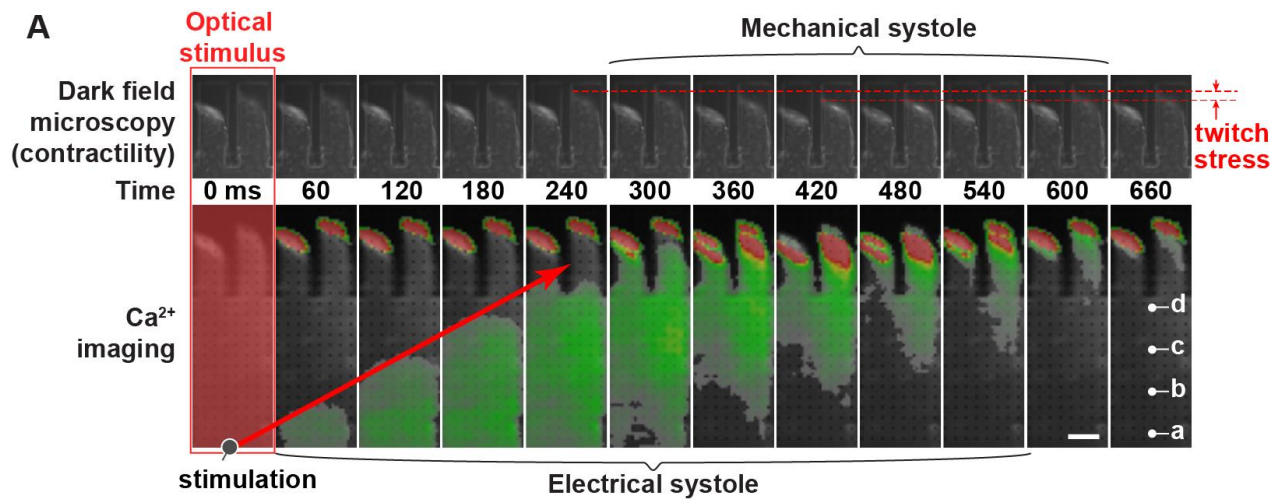 A
Optical
stimulus
Mechanical systole
Dark field
microscopy
(contractility)
twitch
stress
Time
0 ms 60 120 180 240 300 360 420 480 540 600 660
Ca²⁺
imaging
d
c
b
a
stimulation
Electrical systole